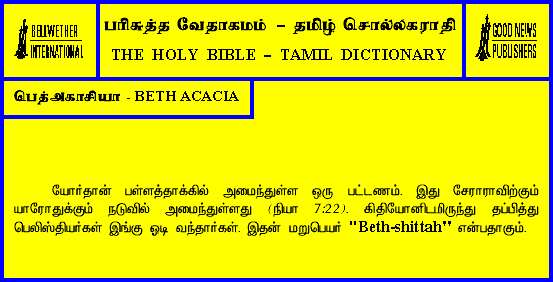 BELLWETHER
INTERNATIONAL
பரிசுத்த வேதாகமம் – தமிழ் சொல்லகராதி
THE HOLY BIBLE – TAMIL DICTIONARY
GOOD NEWS
PUBLISHERS
பெத்அகாசியா - BETH ACACIA
யோர்தான் பள்ளத்தாக்கில் அமைந்துள்ள ஒரு பட்டணம். இது சேராராவிற்கும்
யாரோதுக்கும் நடுவில் அமைந்துள்ளது (நியா 7:22). கிதியோனிடமிருந்து தப்பித்து
பெலிஸ்தியர்கள் இங்கு ஓடி வந்தார்கள். இதன் மறுபெயர் "Beth-shittah" என்பதாகும்.